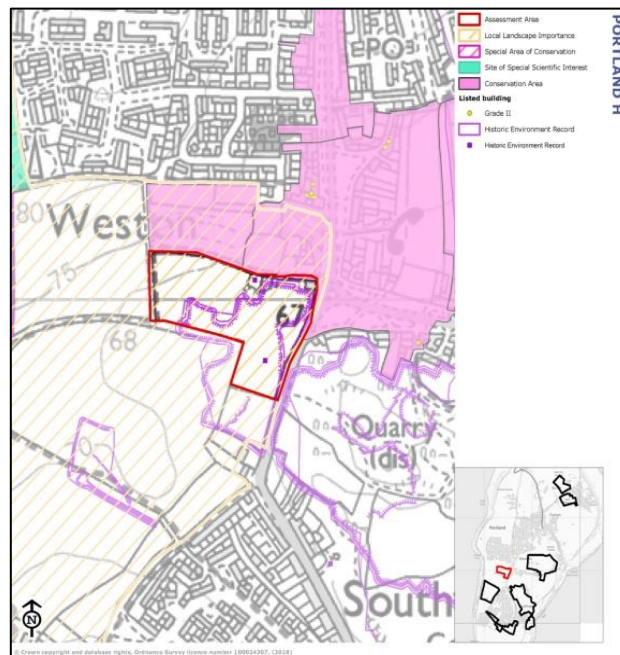 PORTLAND H
Assessment Area
Local Landscape Importance
Special Area of Conservation
Site of Special Scientific Interest
Conservation Area
Listed building
Grade II
Historic Environment Record
Historic Environment Record
EPO
80
Weston
75
67
68
Quarry
(dis)
South
N
Portland
© Crown copyright and database rights, Ordnance Survey licence number 100024307, (2018)